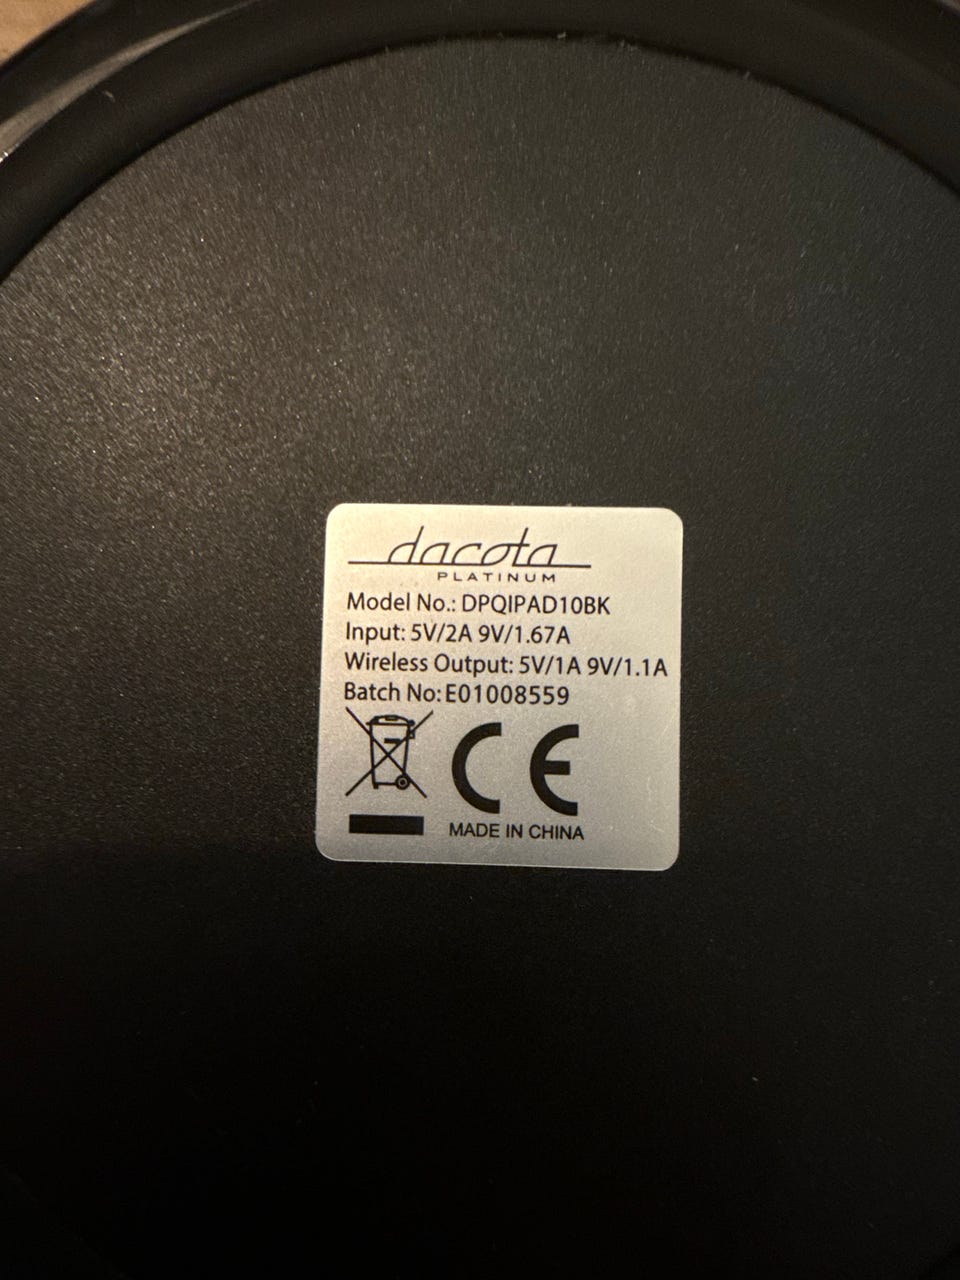 dacota
PLATINUM
Model No.: DPQIPAD10BK
Input: 5V/2A 9V/1.67A
Wireless Output: 5V/1A 9V/1.1A
Batch No:E01008559
CE
MADE IN CHINA